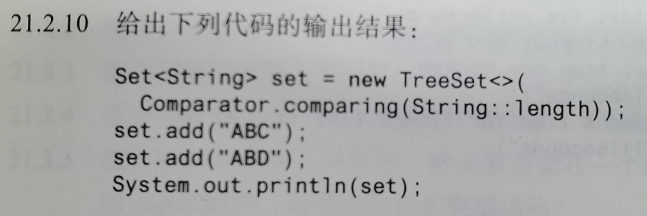 21.2.10 给出下列代码的输出结果：
Set<String> set = new TreeSet<>(
Comparator.comparing(String::length));
set.add("ABC");
set.add("ABD");
System.out.println(set);